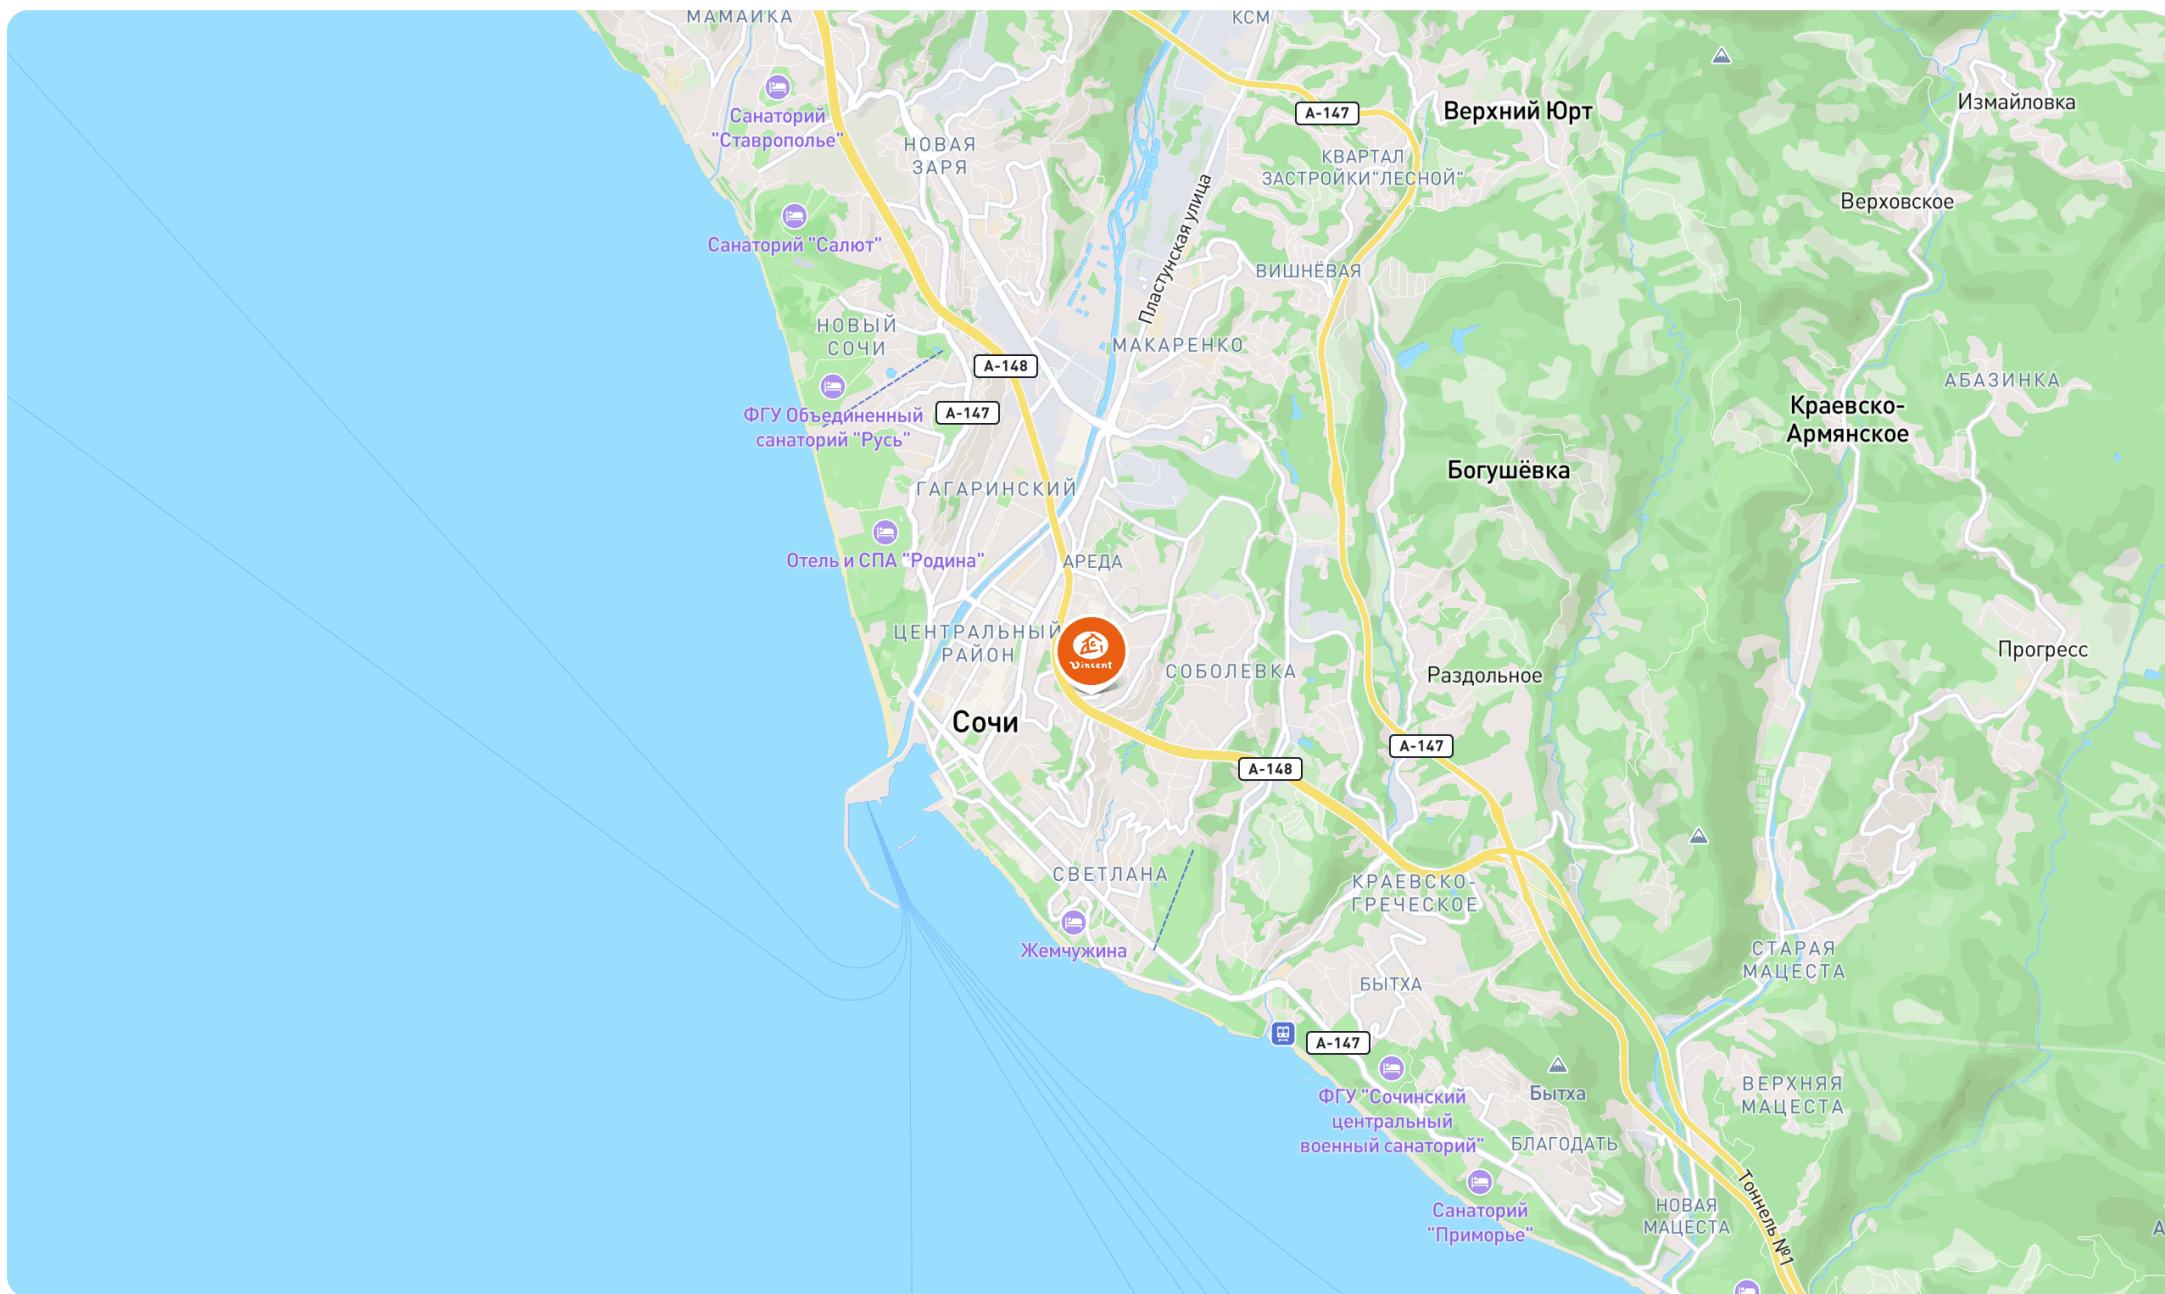 МАМАЙКА
КСМ
Санаторий
"Ставрополье"
НОВАЯ
ЗАРЯ
А-147
Верхний Юрт
Измайловка
КВАРТАЛ
ЗАСТРОЙКИ"ЛЕСНОЙ"
Верховское
Санаторий "Салют"
Пластунская улица
ВИШНЁВАЯ
НОВЫЙ
СОЧИ
МАКАРЕНКО
А-148
АБАЗИНКА
А-147
ФГУ Объединенный
санаторий "Русь"
Краевско-
Армянское
Богушёвка
ГАГАРИНСКИЙ
Отель и СПА "Родина"
АРЕДА
ЦЕНТРАЛЬНЫЙ
РАЙОН
Vincent
СОБОЛЕВКА
Раздольное
Прогресс
Сочи
А-147
А-148
СВЕТЛАНА
КРАЕВСКО-
ГРЕЧЕСКОЕ
Жемчужина
СТАРАЯ
МАЦЕСТА
БЫТХА
А-147
ФГУ "Сочинский
центральный
военный санаторий"
Бытха
ВЕРХНЯЯ
МАЦЕСТА
БЛАГОДАТЬ
Санаторий
"Приморье"
НОВАЯ
МАЦЕСТА
Тоннель №1
А